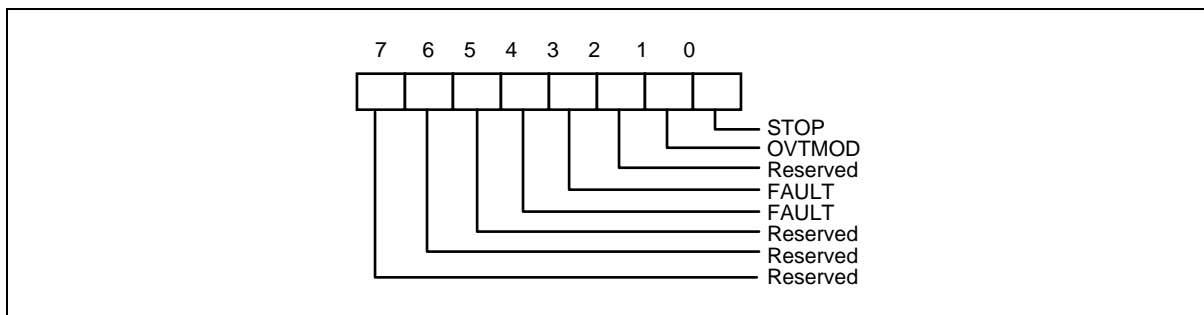 7 6 5 4 3 2 1 0
STOP
OVTMOD
Reserved
FAULT
FAULT
Reserved
Reserved
Reserved